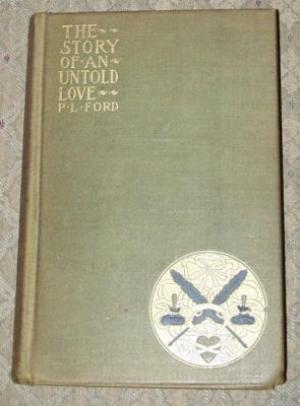 THE
STORY
OF·AN
UNTOLD
LOVE
P·L·FORD